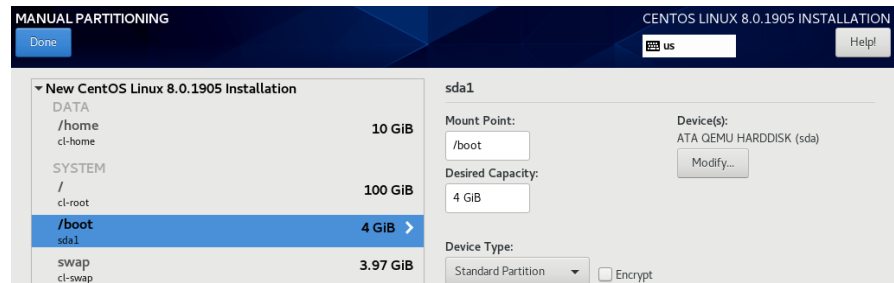 MANUAL PARTITIONING
CENTOS LINUX 8.0.1905 INSTALLATION
Done
us
Help!
New CentOS Linux 8.0.1905 Installation
DATA
/home
10 GiB
cl-home
SYSTEM
/
100 GiB
cl-root
/boot
4 GiB
sda1
swap
3.97 GiB
cl-swap
sda1
Mount Point:
/boot
Desired Capacity:
4 GiB
Device(s):
ATA QEMU HARDDISK (sda)
Modify...
Device Type:
Standard Partition
Encrypt